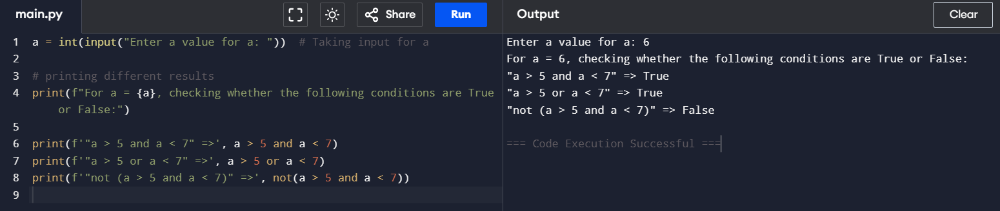 main.py
Share
Run
Output
Clear
1 a = int(input("Enter a value for a: "))  # Taking input for a
2
3 # printing different results
4 print(f"For a = {a}, checking whether the following conditions are True
or False:")
5
6 print(f'"a > 5 and a < 7" =>', a > 5 and a < 7)
7 print(f'"a > 5 or a < 7" =>', a > 5 or a < 7)
8 print(f'"not (a > 5 and a < 7)" =>', not(a > 5 and a < 7))
9
Enter a value for a: 6
For a = 6, checking whether the following conditions are True or False:
"a > 5 and a < 7" => True
"a > 5 or a < 7" => True
"not (a > 5 and a < 7)" => False
=== Code Execution Successful ===